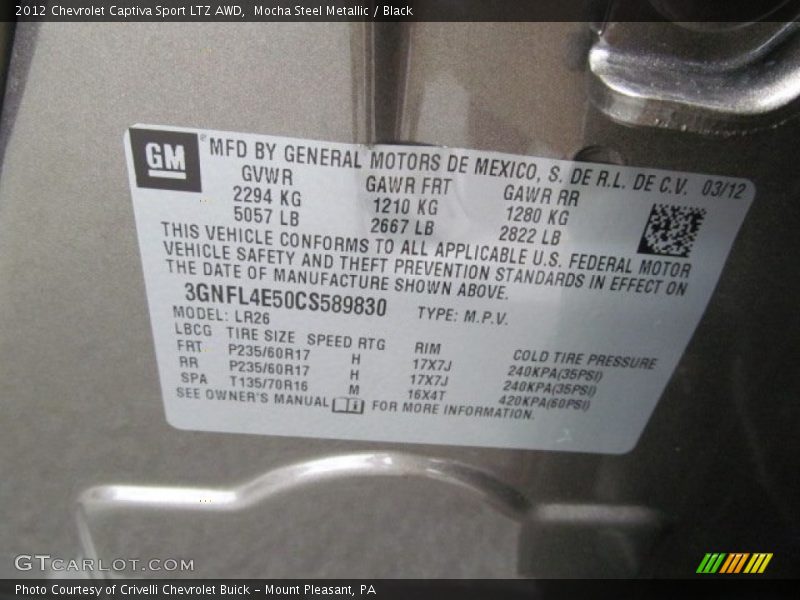 2012 Chevrolet Captiva Sport LTZ AWD,  Mocha Steel Metallic / Black
GM® MFD BY GENERAL MOTORS DE MEXICO, S. DE R.L. DE C.V. 03/12
GVWR GAWR FRT GAWR RR
2294 KG 1210 KG 1280 KG
5057 LB 2667 LB 2822 LB
THIS VEHICLE CONFORMS TO ALL APPLICABLE U.S. FEDERAL MOTOR
VEHICLE SAFETY AND THEFT PREVENTION STANDARDS IN EFFECT ON
THE DATE OF MANUFACTURE SHOWN ABOVE.
3GNFL4E50CS589830 TYPE: M.P.V.
MODEL: LR26
LBCG TIRE SIZE SPEED RTG RIM COLD TIRE PRESSURE
FRT P235/60R17 H 17X7J 240KPA(35PSI)
RR P235/60R17 H 17X7J 240KPA(35PSI)
SPA T135/70R16 M 16X4T 420KPA(60PSI)
SEE OWNER'S MANUAL FOR MORE INFORMATION.
GTCARLOT.COM
Photo Courtesy of Crivelli Chevrolet Buick - Mount Pleasant, PA